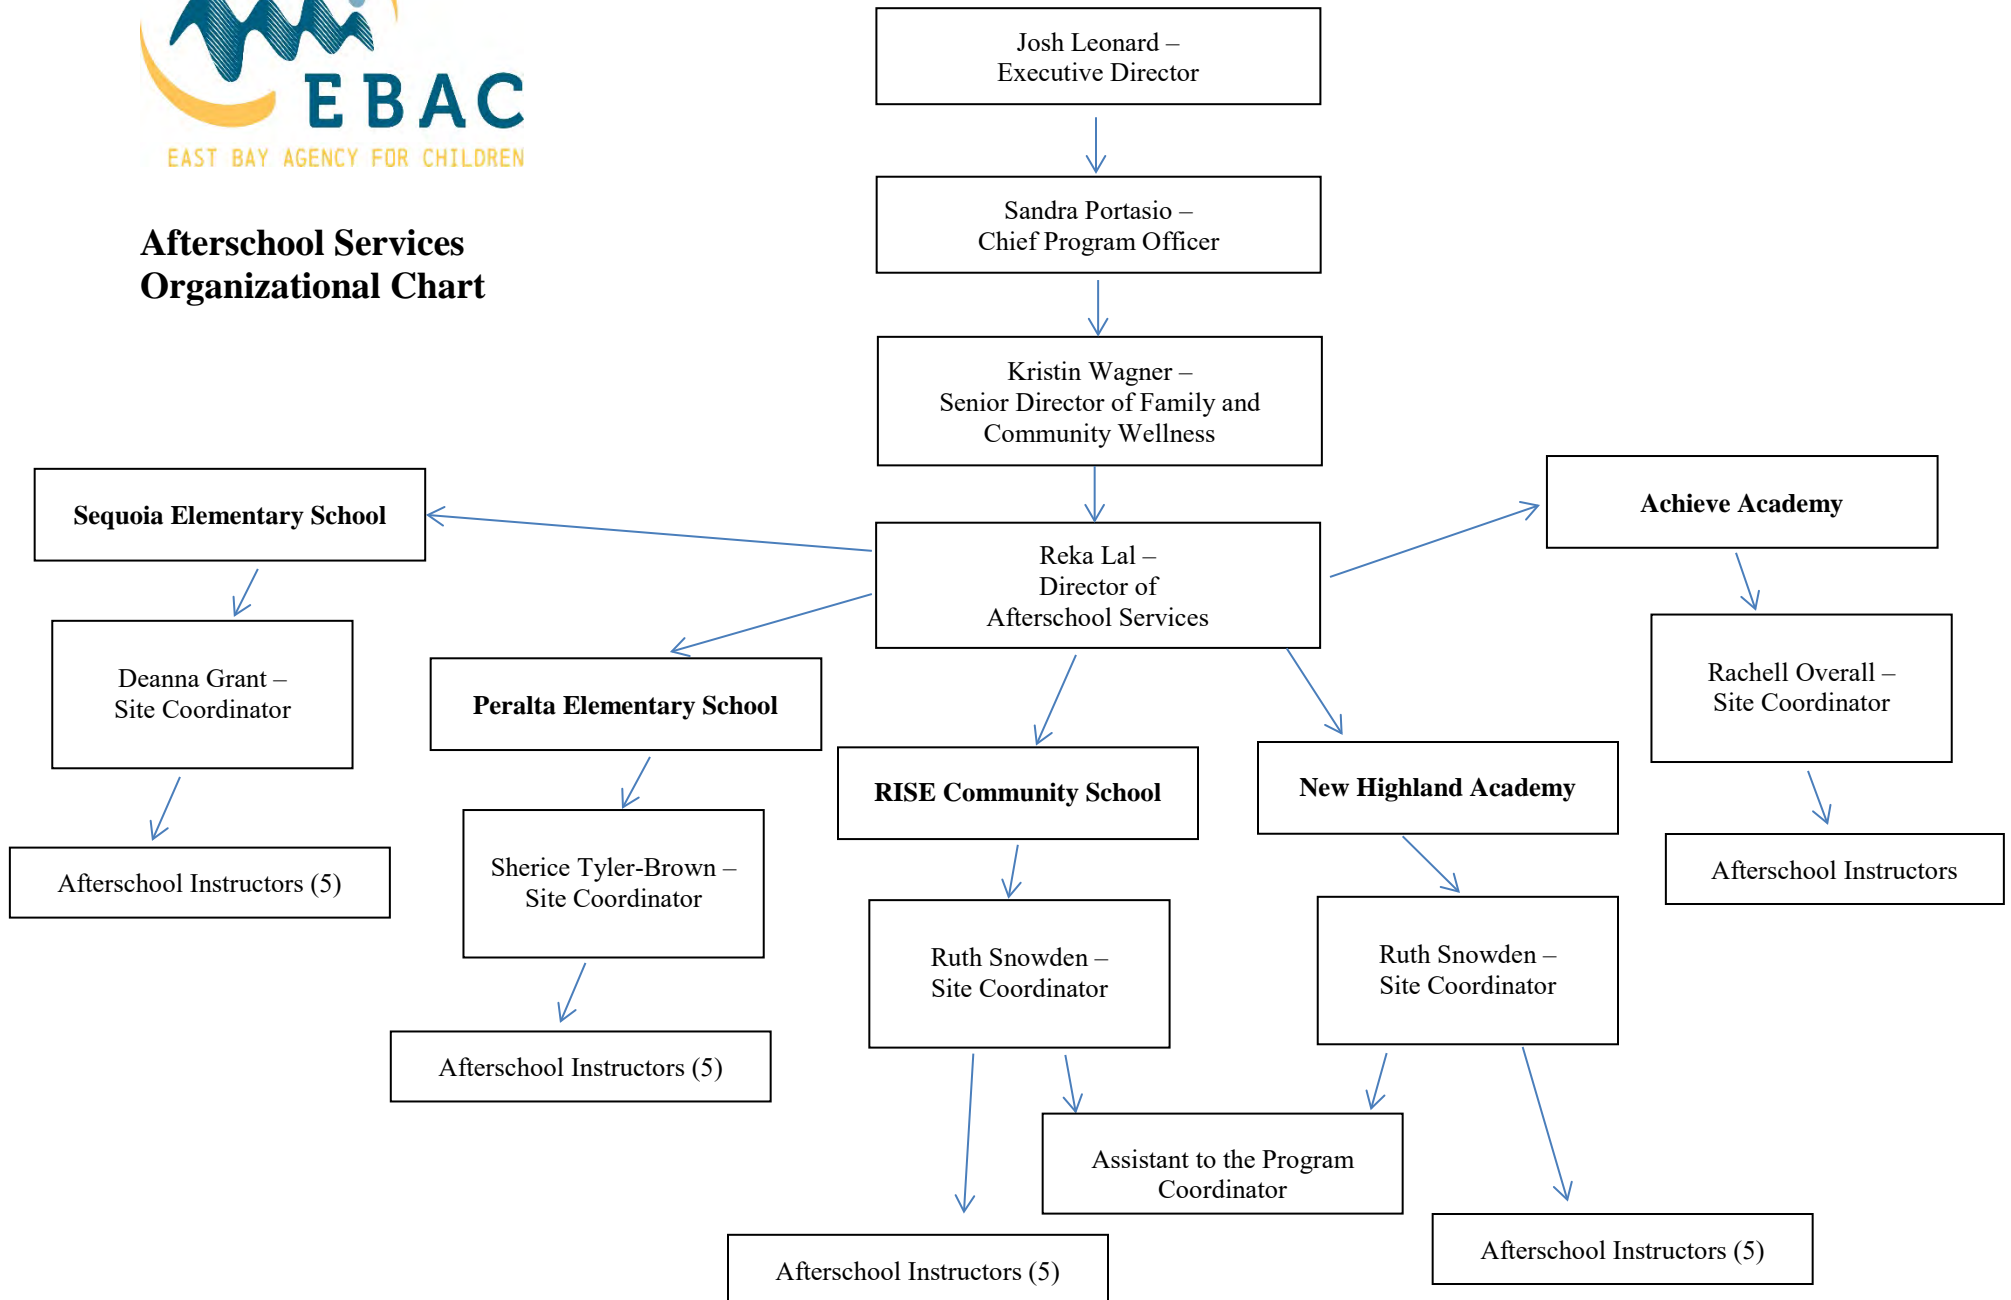 EBAC
EAST BAY AGENCY FOR CHILDREN
Afterschool Services
Organizational Chart
Josh Leonard –
Executive Director
Sandra Portasio –
Chief Program Officer
Kristin Wagner –
Senior Director of Family and
Community Wellness
Reka Lal –
Director of
Afterschool Services
Sequoia Elementary School
Deanna Grant –
Site Coordinator
Afterschool Instructors (5)
Peralta Elementary School
Sherice Tyler-Brown –
Site Coordinator
Afterschool Instructors (5)
RISE Community School
Ruth Snowden –
Site Coordinator
Afterschool Instructors (5)
Assistant to the Program
Coordinator
New Highland Academy
Ruth Snowden –
Site Coordinator
Afterschool Instructors (5)
Achieve Academy
Rachell Overall –
Site Coordinator
Afterschool Instructors